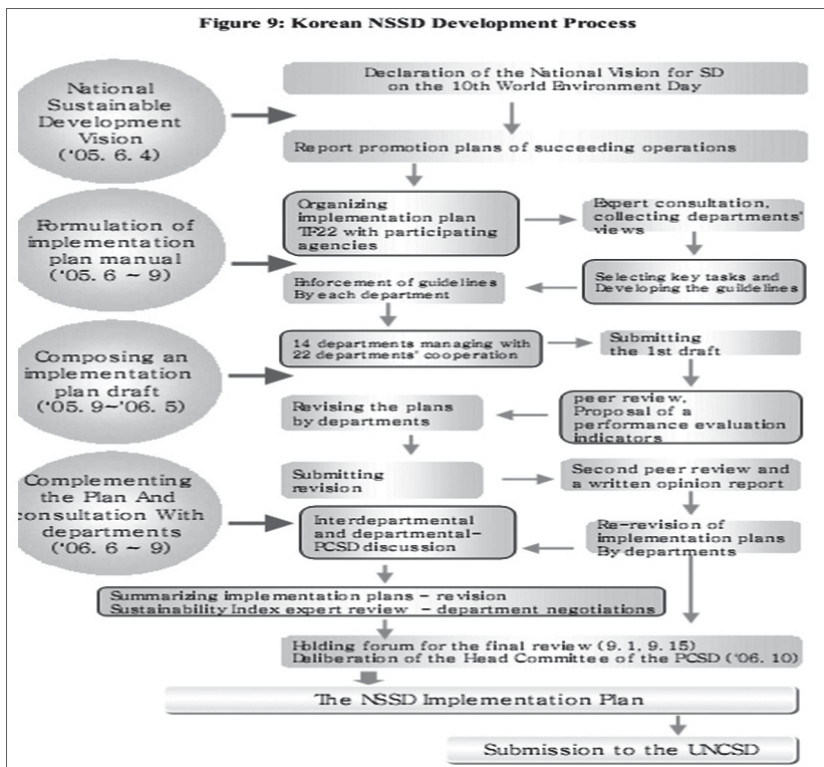 Figure 9: Korean NSSD Development Process
National
Sustainable
Development
Vision
('05. 6. 4)
Declaration of the National Vision for SD
on the 10th World Environment Day
Report promotion plans of succeeding operations
Formulation of
implementation
plan manual
('05. 6 ~ 9)
Organizing
implementation plan
TF22 with participating
agencies
Expert consultation,
collecting departments'
views
Selecting key tasks and
Developing the guildelines
Enforcement of guidelines
By each department
Composing an
implementation
plan draft
('05. 9~'06. 5)
14 departments managing with
22 departments' cooperation
Submitting
the 1st draft
peer review,
Proposal of a
performance evaluation
indicators
Revising the plans
by departments
Complementing
the Plan And
consultation With
departments
('06. 6 ~ 9)
Submitting
revision
Second peer review and
a written opinion report
Re-revision of
implementation plans
By departments
Interdepartmental
and departmental-
PCSD discussion
Summarizing implementation plans - revision
Sustainability Index expert review - department negotiations
Holding forum for the final review (9. 1, 9. 15)
Deliberation of the Head Committee of the PCSD ('06. 10)
The NSSD Implementation Plan
Submission to the UNCSD